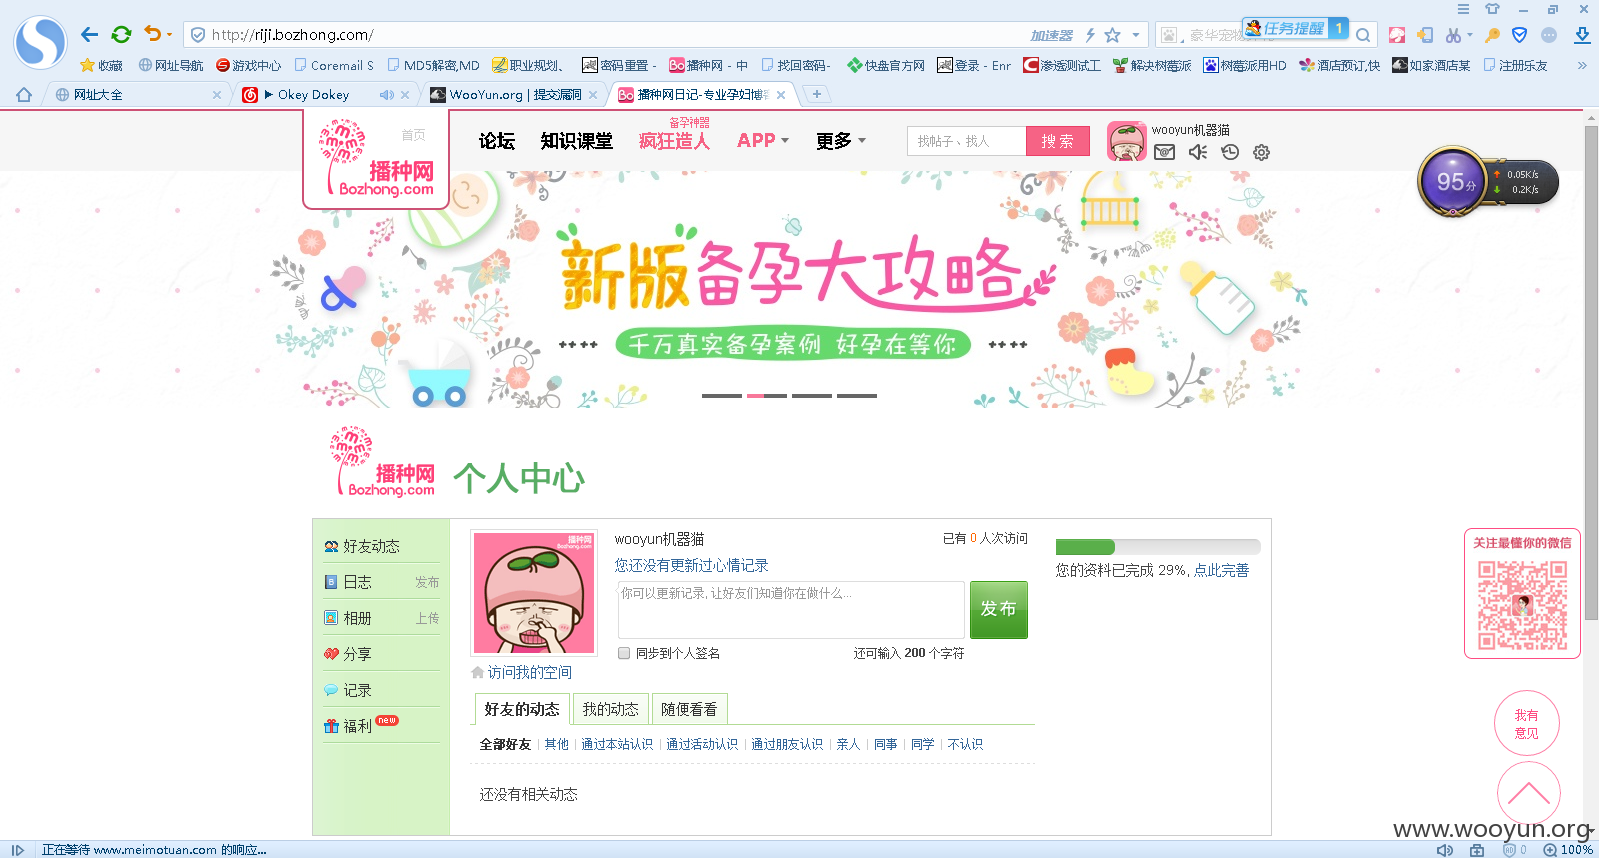 http://riji.bozhong.com/
加速器
任务提醒 1
收藏 网址导航 游戏中心 Coremail S MD5解密,MD 职业规划、 密码重置 - 播种网 - 中 找回密码- 快盘官方网 登录 - Enr 渗透测试工 解决树莓派 树莓派用HD 酒店预订,快 如家酒店某 注册乐友
网址大全 Okey Dokey WooYun.org | 提交漏洞 播种网日记-专业孕妇博客
首页
播种网
Bozhong.com
论坛 知识课堂 备孕神器 疯狂造人 APP 更多
找帖子、找人 搜 索
wooyun机器猫
95分
0.05K/s
0.2K/s
新版备孕大攻略
千万真实备孕案例 好孕在等你
播种网
Bozhong.com
个人中心
好友动态
日志 发布
相册 上传
分享
记录
福利 new
播种网
Bozhong.com
wooyun机器猫
已有 0 人次访问
您还没有更新过心情记录
你可以更新记录, 让好友们知道你在做什么...
发布
同步到个人签名 还可输入 200 个字符
访问我的空间
您的资料已完成 29%, 点此完善
好友的动态 我的动态 随便看看
全部好友 其他 通过本站认识 通过活动认识 通过朋友认识 亲人 同事 同学 不认识
还没有相关动态
关注最懂你的微信
我有
意见
www.wooyun.org
正在等待 www.meimotuan.com 的响应...
0 100%